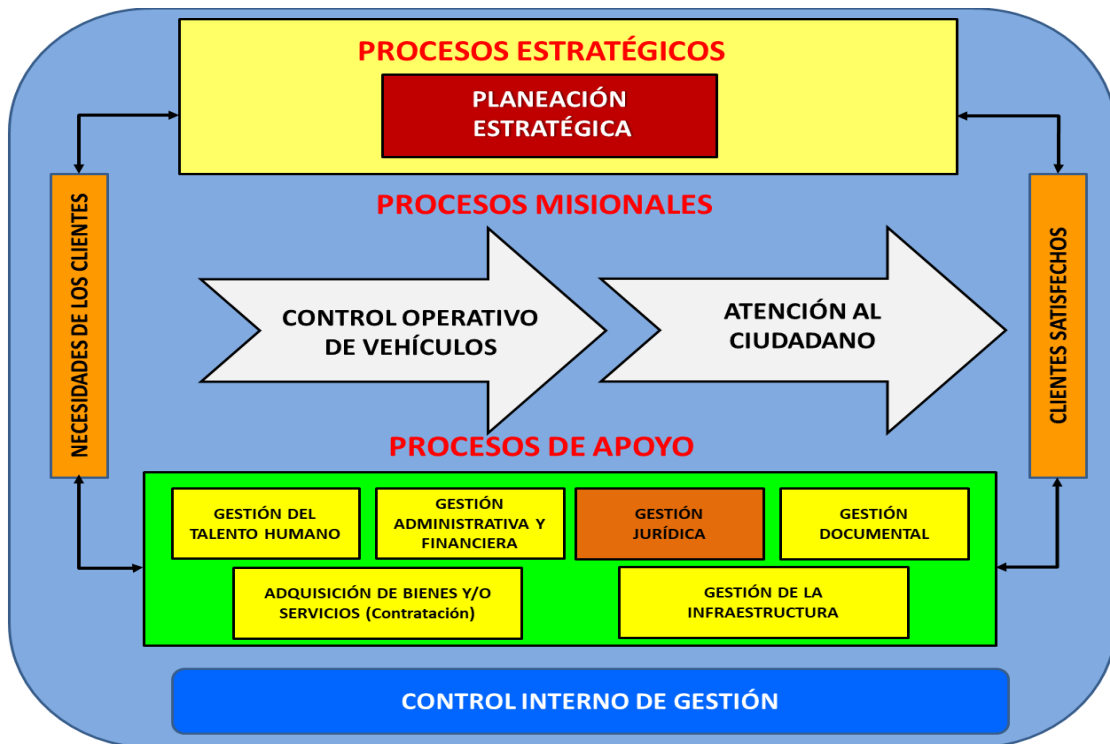 PROCESOS ESTRATÉGICOS
PLANEACIÓN
ESTRATÉGICA
NECESIDADES DE LOS CLIENTES
PROCESOS MISIONALES
CONTROL OPERATIVO
DE VEHÍCULOS
ATENCIÓN AL
CIUDADANO
CLIENTES SATISFECHOS
PROCESOS DE APOYO
GESTIÓN DEL
TALENTO HUMANO
GESTIÓN
ADMINISTRATIVA Y
FINANCIERA
GESTIÓN
JURÍDICA
GESTIÓN
DOCUMENTAL
ADQUISICIÓN DE BIENES Y/O
SERVICIOS (Contratación)
GESTIÓN DE LA
INFRAESTRUCTURA
CONTROL INTERNO DE GESTIÓN